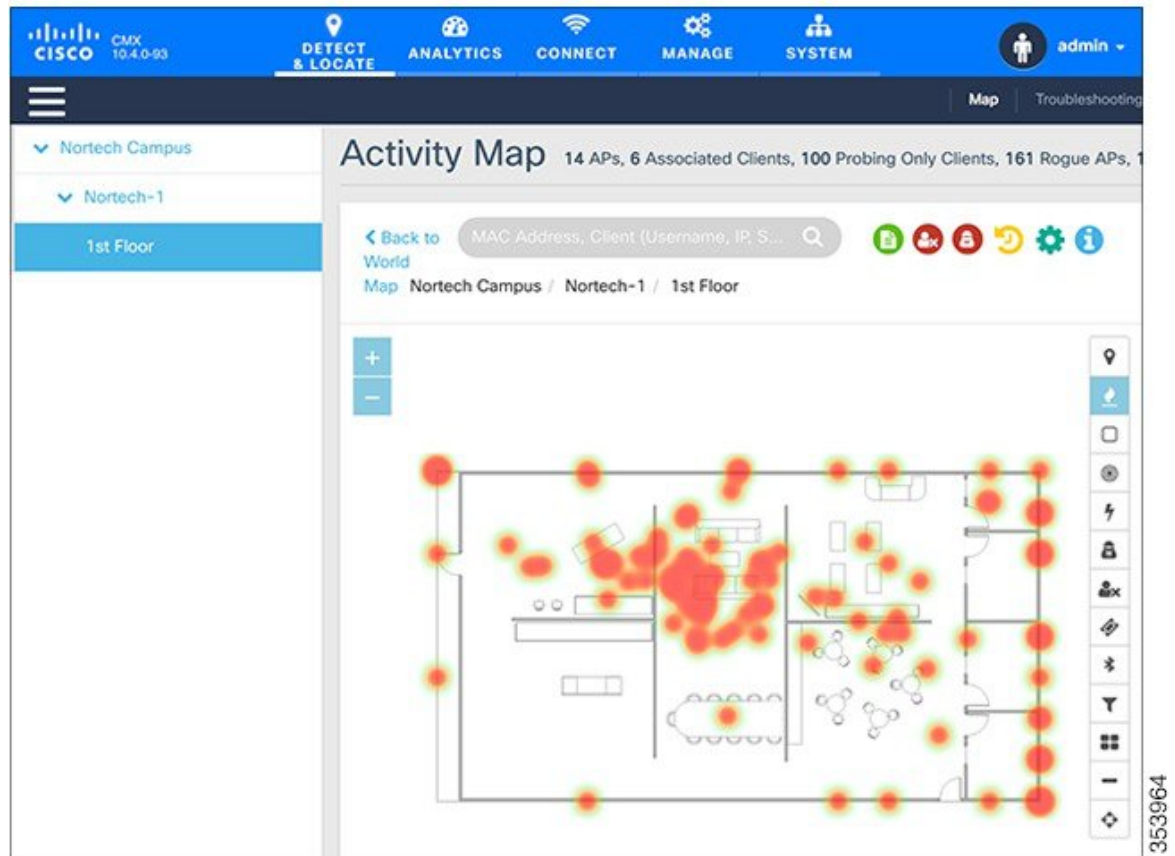 CISCO CMX
10.4.0-93
DETECT
& LOCATE
ANALYTICS
CONNECT
MANAGE
SYSTEM
admin
Map
Troubleshooting
Nortech Campus
Nortech-1
1st Floor
Activity Map
14 APs, 6 Associated Clients, 100 Probing Only Clients, 161 Rogue APs, 1
Back to
World
Map
MAC Address, Client (Username, IP, S...
Nortech Campus / Nortech-1 / 1st Floor
353964